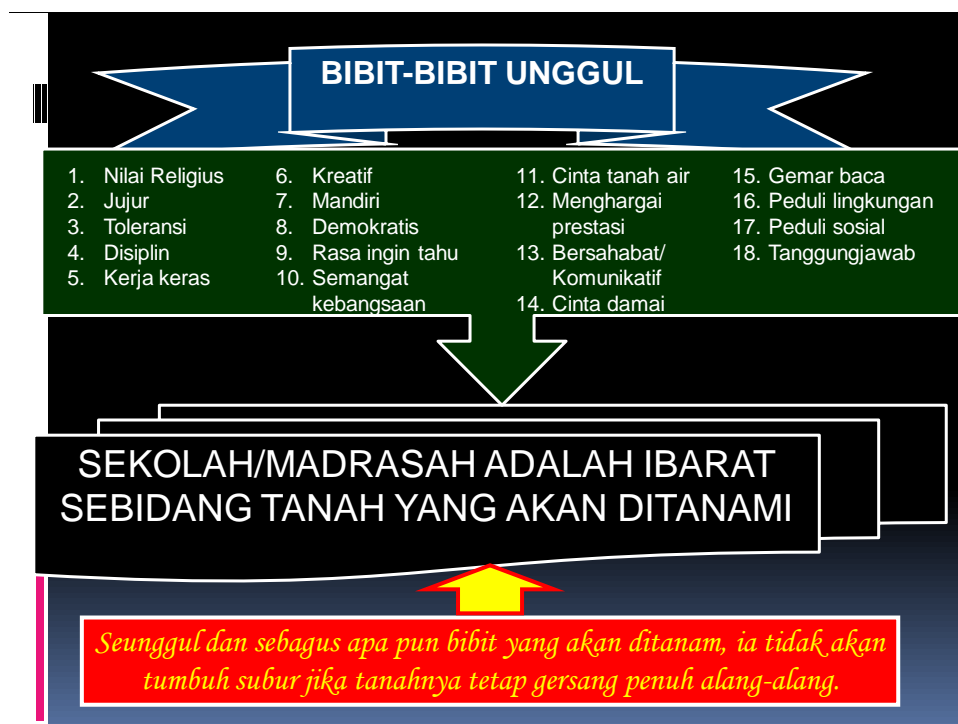 BIBIT-BIBIT UNGGUL
1. Nilai Religius
2. Jujur
3. Toleransi
4. Disiplin
5. Kerja keras
6. Kreatif
7. Mandiri
8. Demokratis
9. Rasa ingin tahu
10. Semangat
kebangsaan
11. Cinta tanah air
12. Menghargai
prestasi
13. Bersahabat/
Komunikatif
14. Cinta damai
15. Gemar baca
16. Peduli lingkungan
17. Peduli sosial
18. Tanggungjawab
SEKOLAH/MADRASAH ADALAH IBARAT
SEBIDANG TANAH YANG AKAN DITANAMI
Seunggul dan sebagus apa pun bibit yang akan ditanam, ia tidak akan
tumbuh subur jika tanahnya tetap gersang penuh alang-alang.